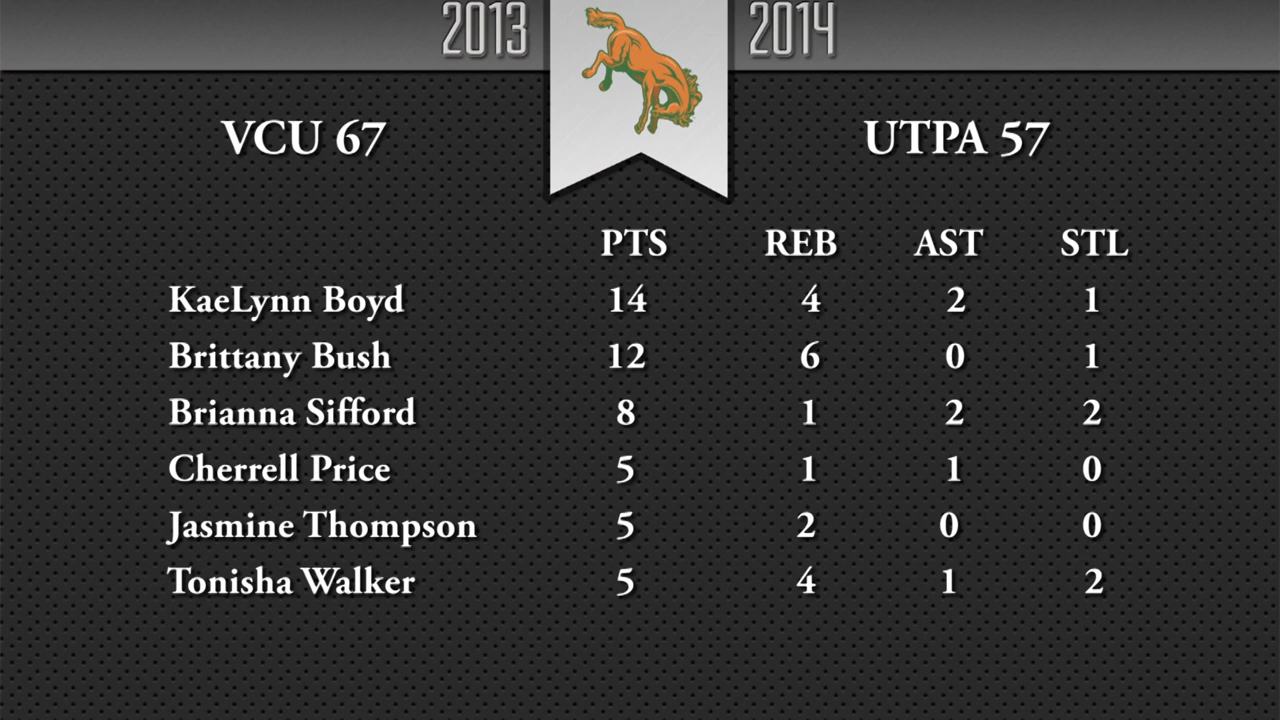 2013 2014
VCU 67 UTPA 57
PTS REB AST STL
KaeLynn Boyd 14 4 2 1
Brittany Bush 12 6 0 1
Brianna Sifford 8 1 2 2
Cherrell Price 5 1 1 0
Jasmine Thompson 5 2 0 0
Tonisha Walker 5 4 1 2